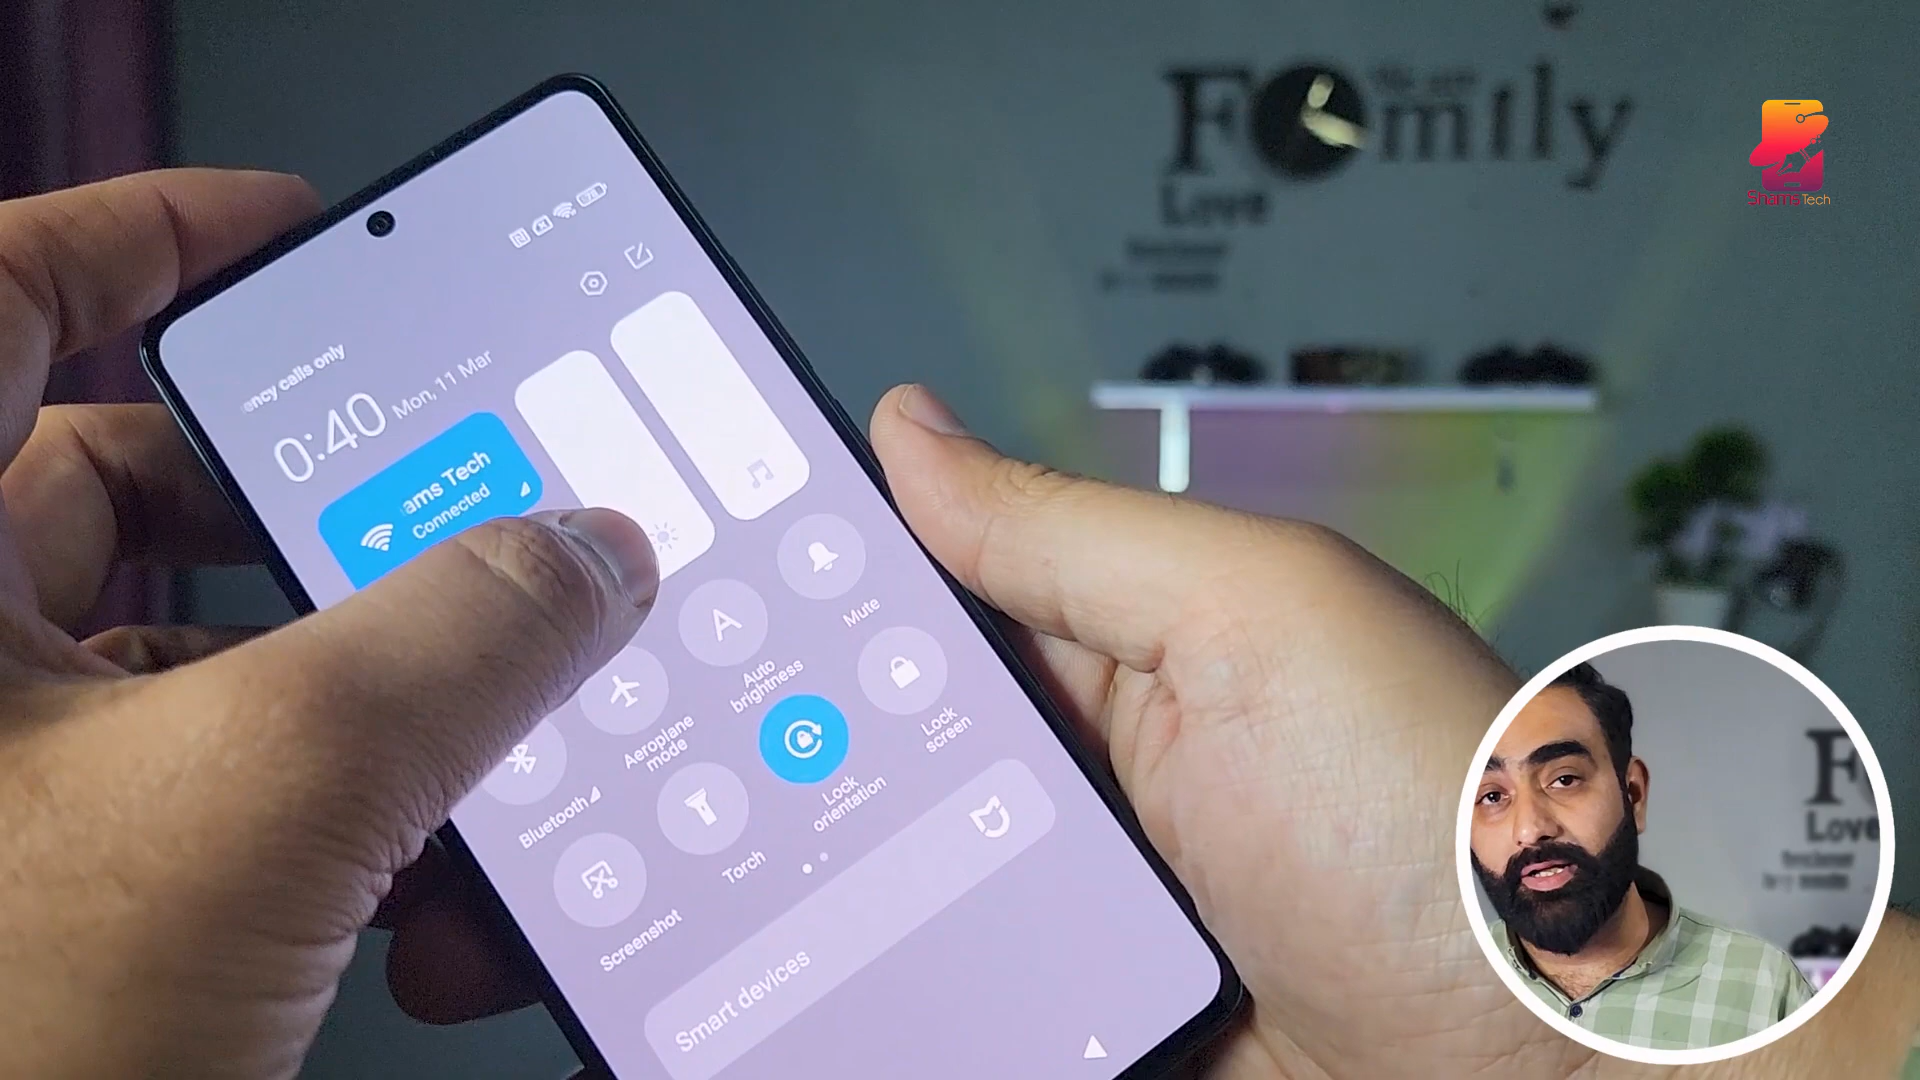 Family
Love
Shams Tech
ency calls only
0:40 Mon, 11 Mar
ams Tech
Connected
Mute
A
Auto
brightness
Aeroplane
mode
Lock
screen
Bluetooth
Lock
orientation
Torch
Screenshot
Smart devices
F
Love